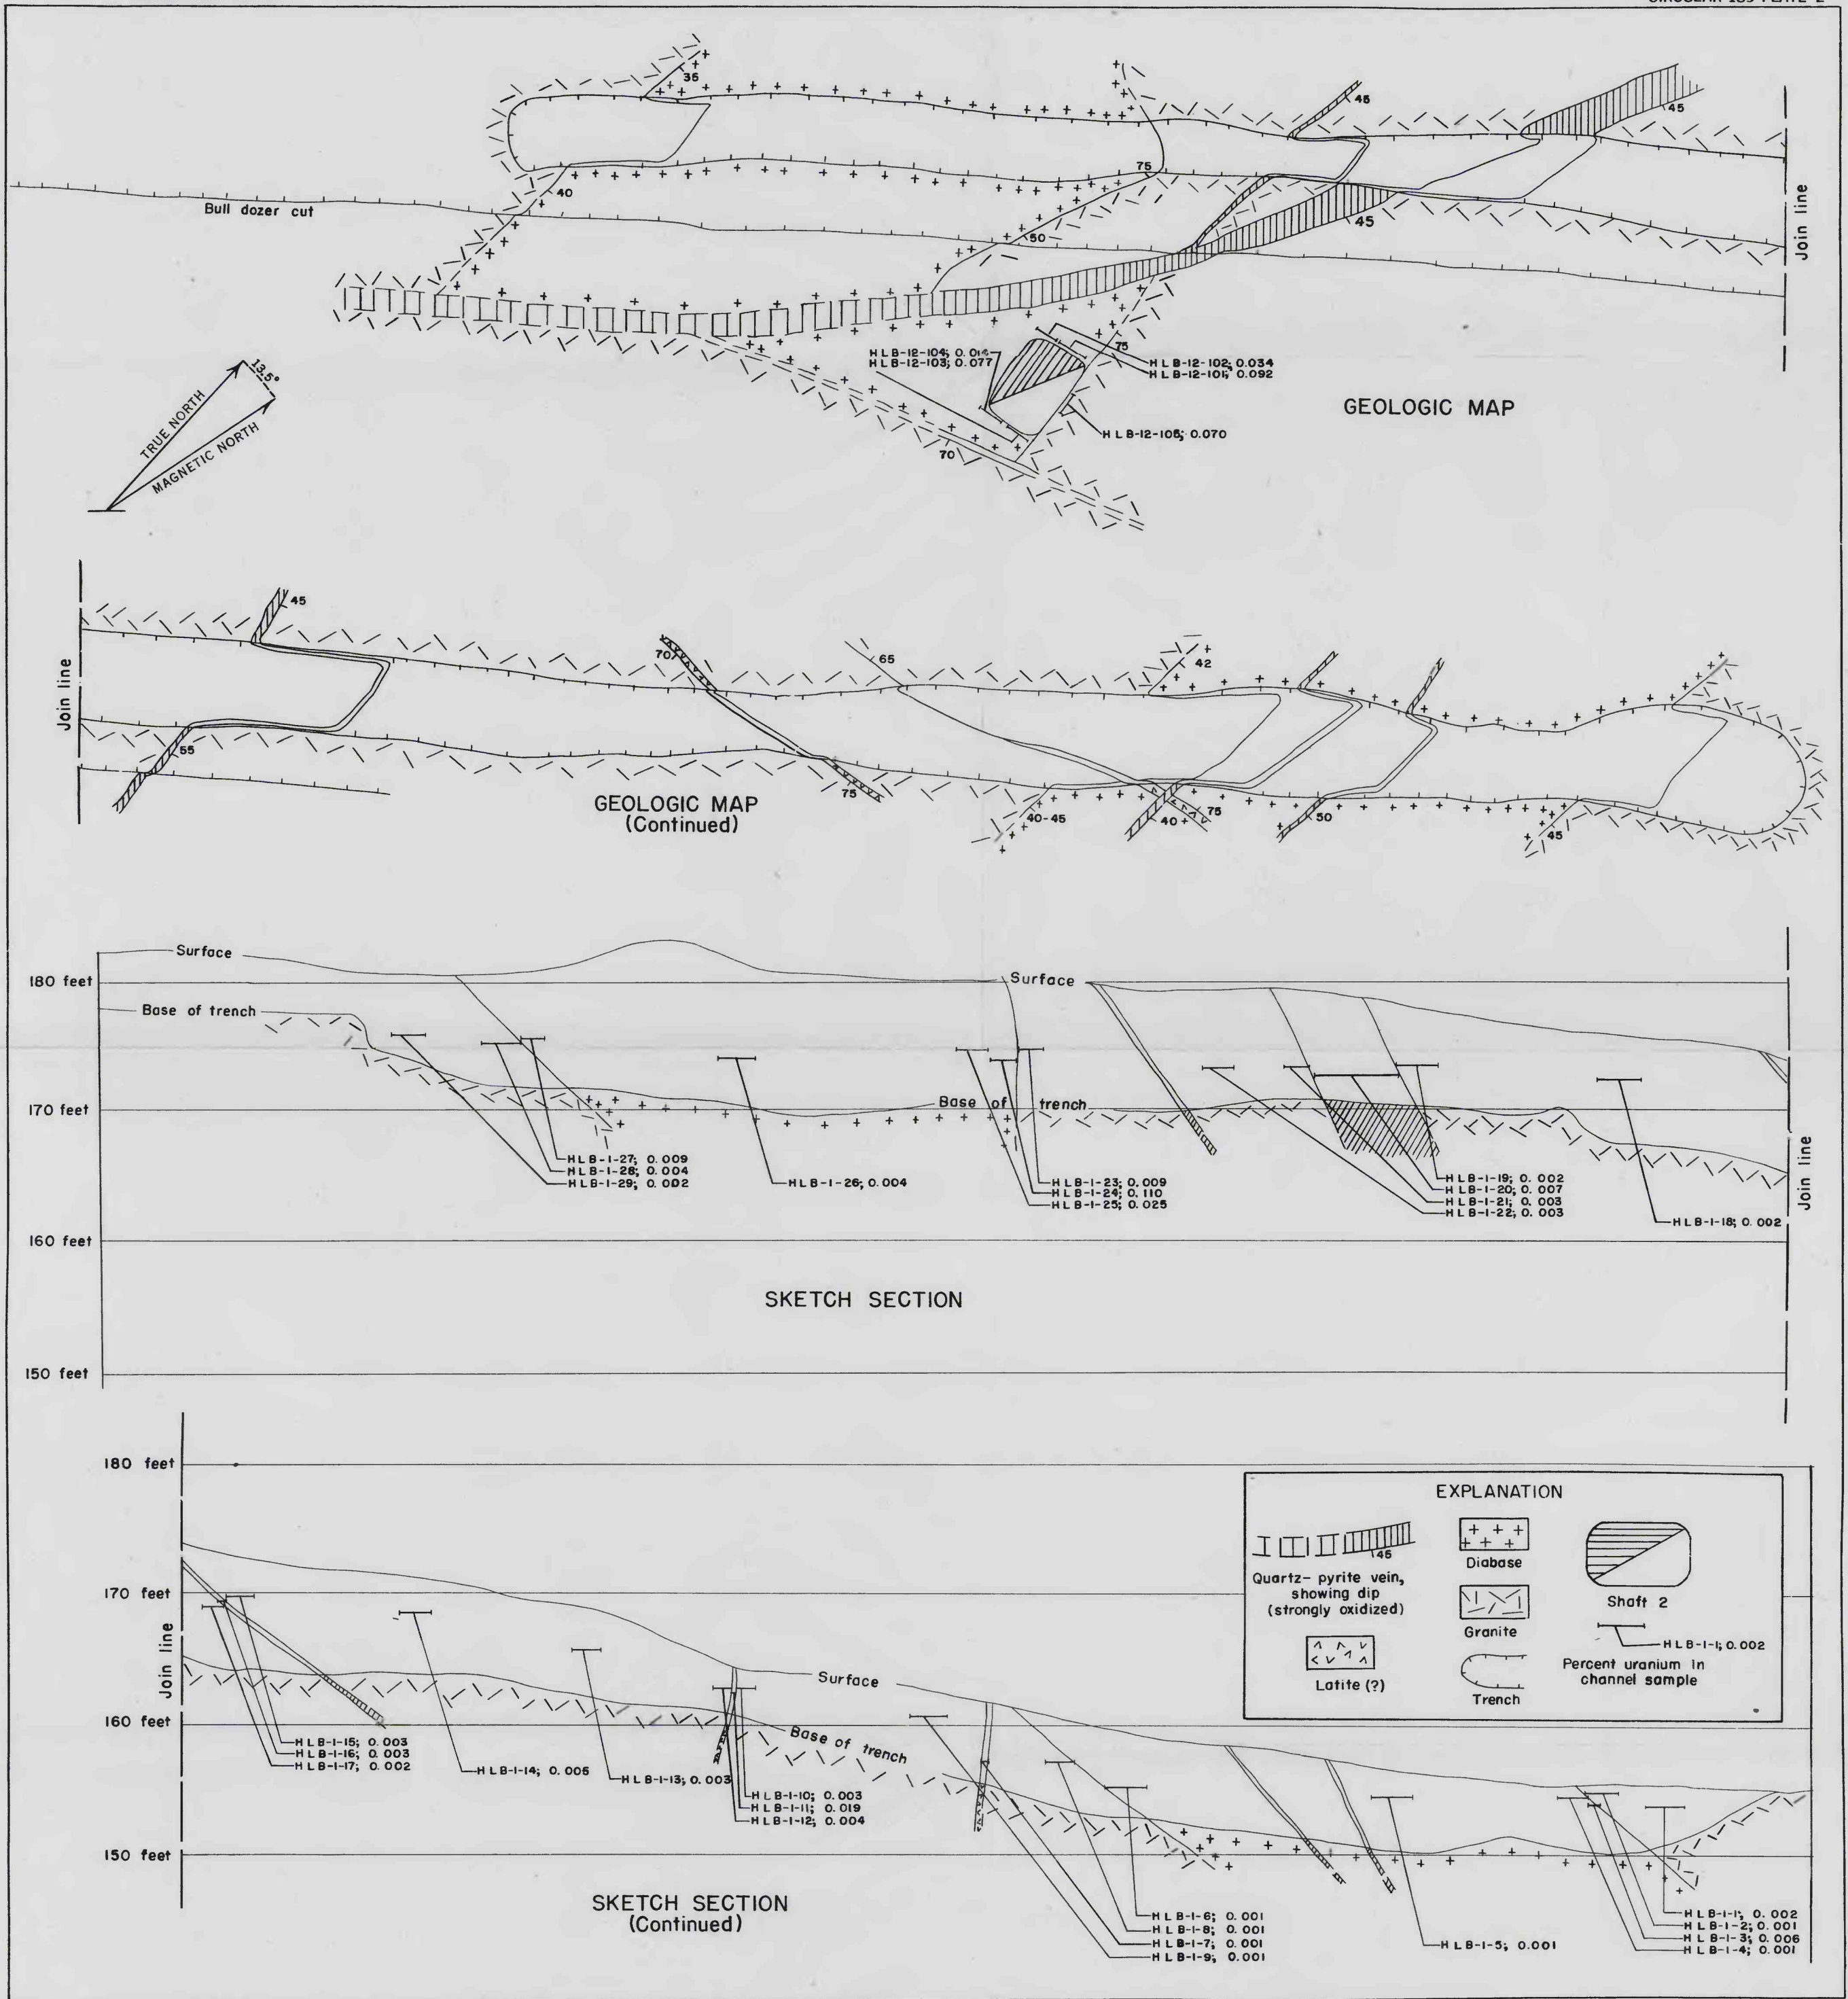 35
45
45
40
75
Bull dozer cut
50
45
Join line
HLB-12-103; 0.077
75
HLB-12-102; 0.034
HLB-12-101; 0.092
GEOLOGIC MAP
HLB-12-105; 0.070
70
13.5°
TRUE NORTH
MAGNETIC NORTH
45
70
65
42
Join line
55
75
GEOLOGIC MAP
(Continued)
40-45
40
75
50
45
Surface
180 feet
Surface
Base of trench
170 feet
Base of trench
HLB-1-27; 0.009
HLB-1-28; 0.004
HLB-1-29; 0.002
HLB-1-26; 0.004
HLB-1-23; 0.009
HLB-1-24; 0.110
HLB-1-25; 0.025
HLB-1-19; 0.002
HLB-1-20; 0.007
HLB-1-21; 0.003
HLB-1-22; 0.003
HLB-1-18; 0.002
Join line
160 feet
SKETCH SECTION
150 feet
180 feet
EXPLANATION
45
Quartz- pyrite vein,
showing dip
(strongly oxidized)
Diabase
Granite
Shaft 2
HLB-1-1; 0.002
Percent uranium in
channel sample
Latite (?)
Trench
170 feet
Join line
Surface
160 feet
Base of trench
HLB-1-15; 0.003
HLB-1-16; 0.003
HLB-1-17; 0.002
HLB-1-14; 0.005
HLB-1-13; 0.003
HLB-1-10; 0.003
HLB-1-11; 0.019
HLB-1-12; 0.004
150 feet
SKETCH SECTION
(Continued)
HLB-1-6; 0.001
HLB-1-8; 0.001
HLB-1-7; 0.001
HLB-1-9; 0.001
HLB-1-5; 0.001
HLB-1-1; 0.002
HLB-1-2; 0.001
HLB-1-3; 0.006
HLB-1-4; 0.001